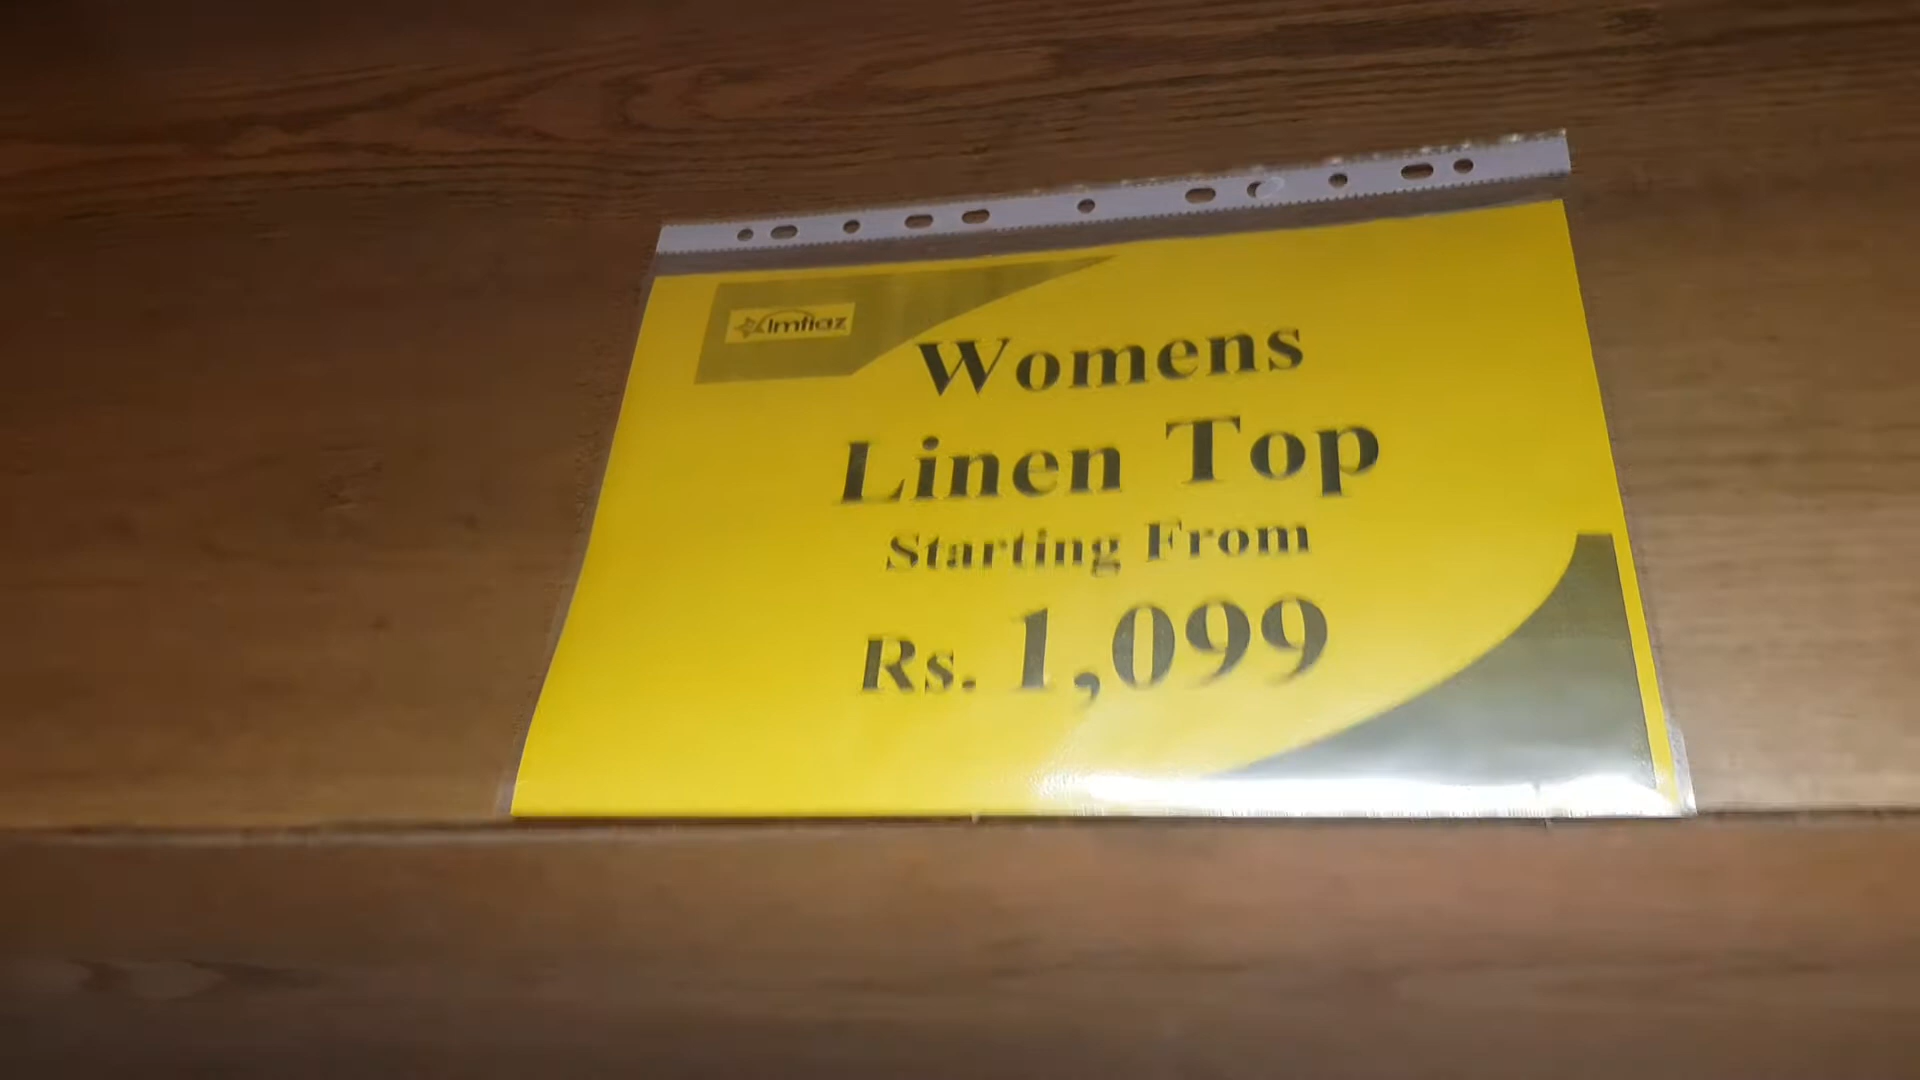 Imtiaz
Womens
Linen Top
Starting From
Rs. 1,099